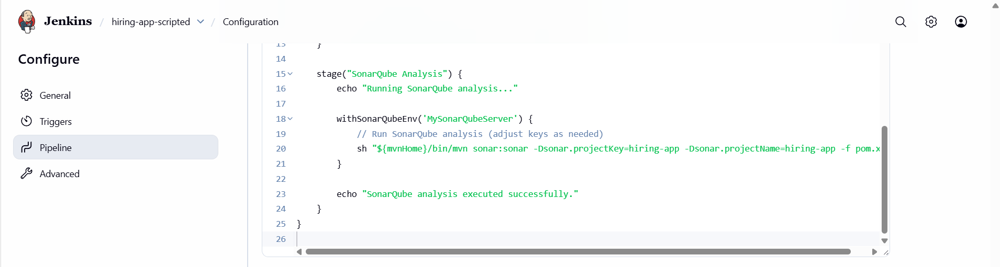 Jenkins / hiring-app-scripted / Configuration
Configure
General
Triggers
Pipeline
Advanced
13 }
14
15 stage("SonarQube Analysis") {
16 echo "Running SonarQube analysis..."
17
18 withSonarQubeEnv('MySonarQubeServer') {
19 // Run SonarQube analysis (adjust keys as needed)
20 sh "${mvnHome}/bin/mvn sonar:sonar -Dsonar.projectKey=hiring-app -Dsonar.projectName=hiring-app -f pom.x
21 }
22
23 echo "SonarQube analysis executed successfully."
24 }
25 }
26